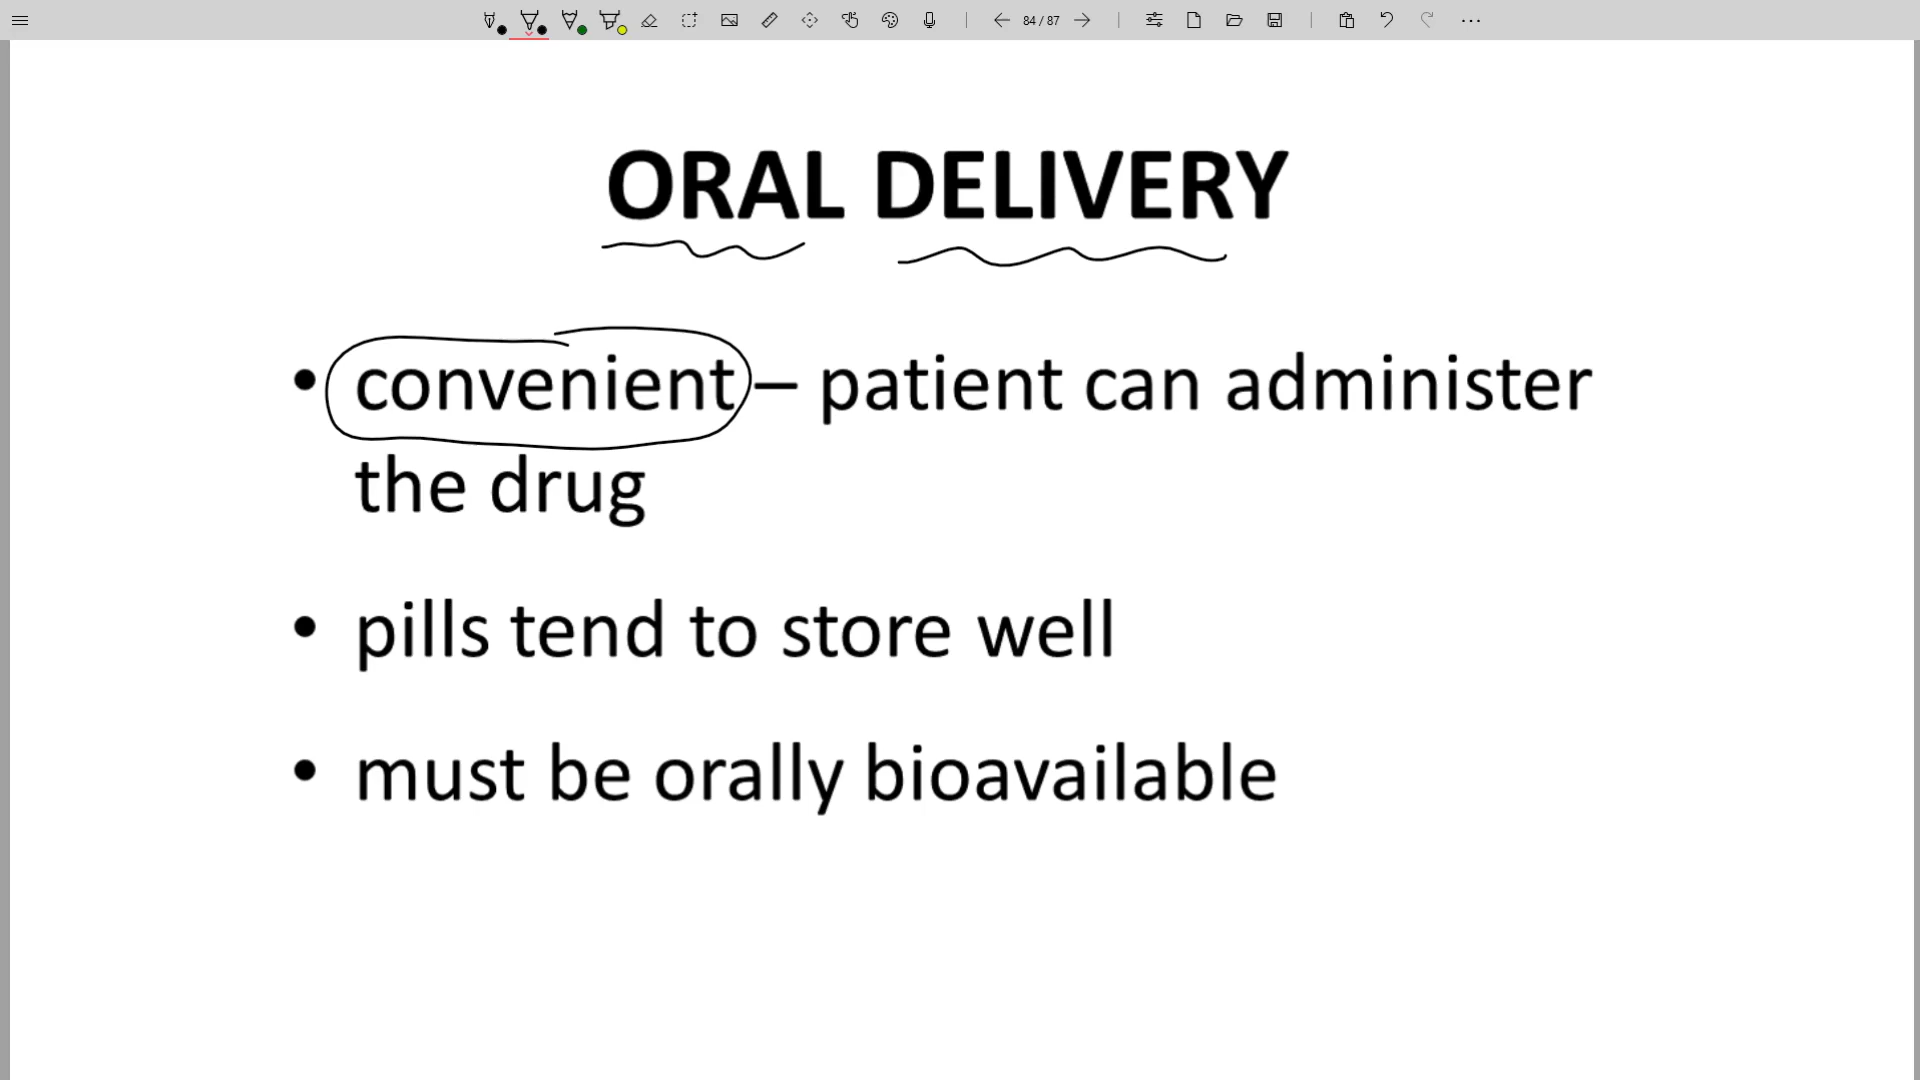 84 / 87
ORAL DELIVERY
• convenient – patient can administer
the drug
• pills tend to store well
• must be orally bioavailable